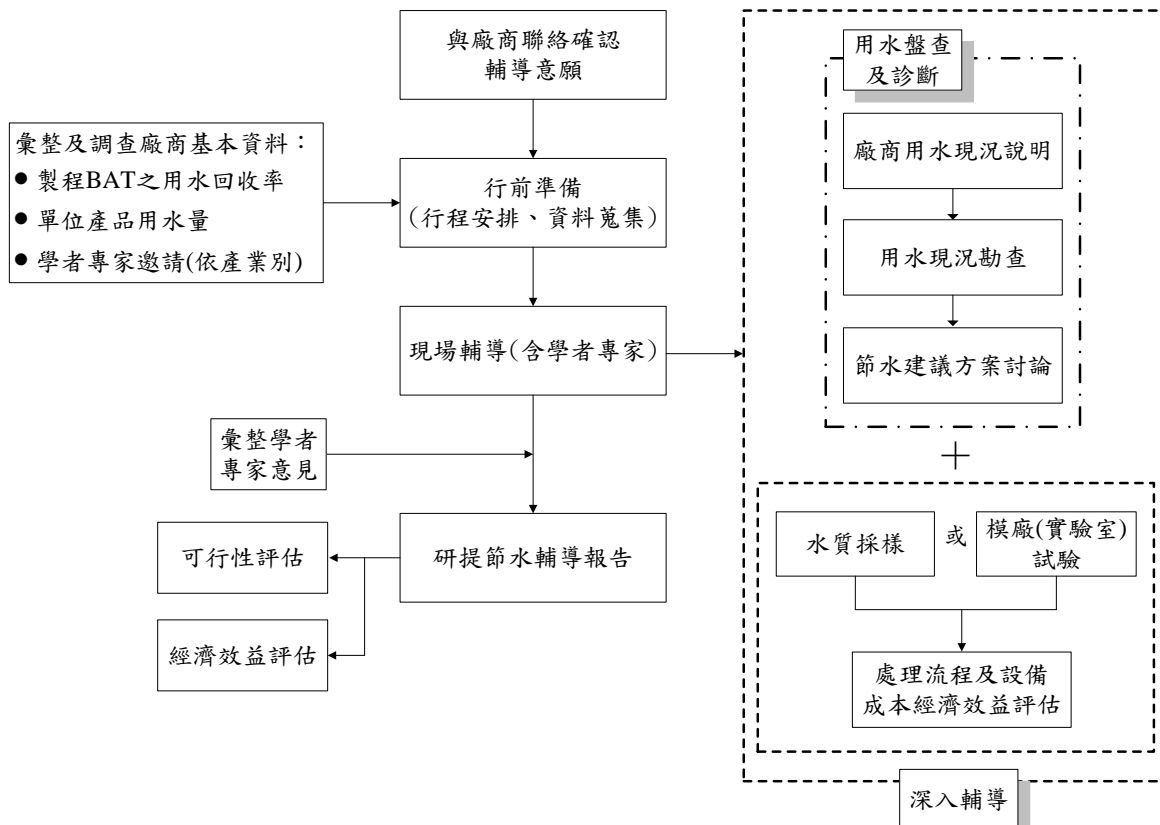 與廠商聯絡確認
輔導意願
彙整及調查廠商基本資料：
● 製程BAT之用水回收率
● 單位產品用水量
● 學者專家邀請(依產業別)
行前準備
(行程安排、資料蒐集)
現場輔導(含學者專家)
彙整學者
專家意見
研提節水輔導報告
可行性評估
經濟效益評估
用水盤查
及診斷
廠商用水現況說明
用水現況勘查
節水建議方案討論
+
水質採樣
或
模廠(實驗室)
試驗
處理流程及設備
成本經濟效益評估
深入輔導